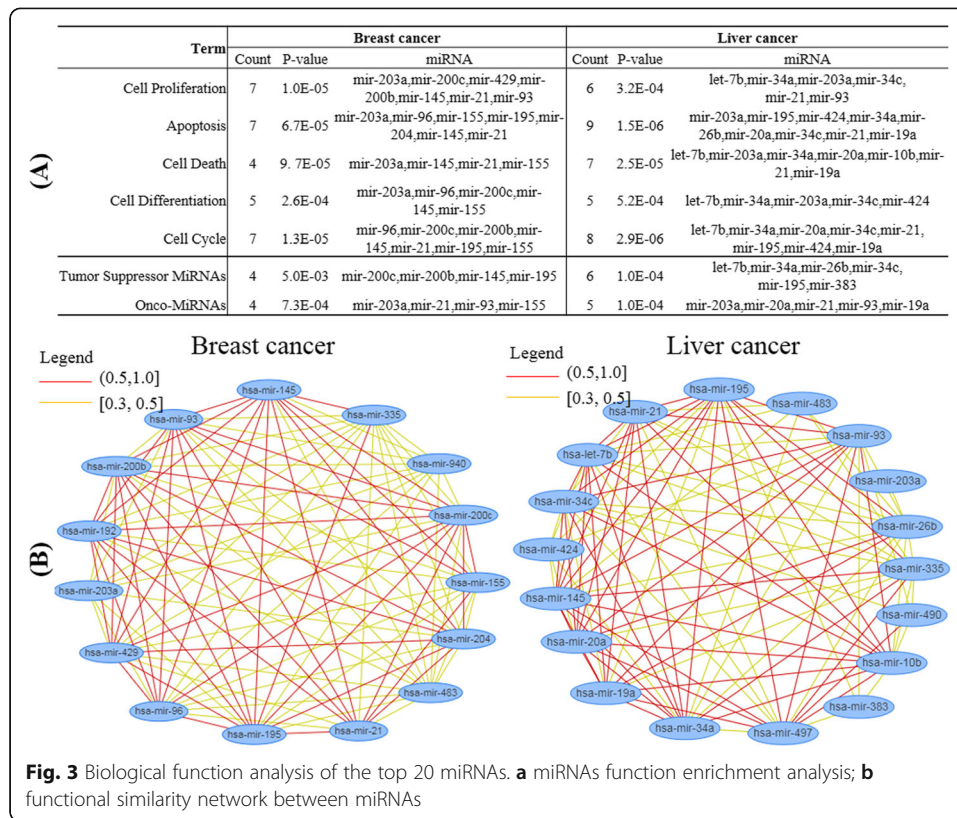 Breast cancer Liver cancer
Term
Count P-value miRNA Count P-value miRNA
(A)
Cell Proliferation 7 1.0E-05 mir-203a,mir-200c,mir-429,mir-
200b,mir-145,mir-21,mir-93
6 3.2E-04 let-7b,mir-34a,mir-203a,mir-34c,
mir-21,mir-93
Apoptosis 7 6.7E-05 mir-203a,mir-96,mir-155,mir-195,mir-
204,mir-145,mir-21
9 1.5E-06 mir-203a,mir-195,mir-424,mir-34a,mir-
26b,mir-20a,mir-34c,mir-21,mir-19a
Cell Death 4 9. 7E-05 mir-203a,mir-145,mir-21,mir-155
7 2.5E-05 let-7b,mir-203a,mir-34a,mir-20a,mir-10b,mir-
21,mir-19a
Cell Differentiation 5 2.6E-04 mir-203a,mir-96,mir-200c,mir-
145,mir-155
5 5.2E-04 let-7b,mir-34a,mir-203a,mir-34c,mir-424
Cell Cycle 7 1.3E-05 mir-96,mir-200c,mir-200b,mir-
145,mir-21,mir-195,mir-155
8 2.9E-06 let-7b,mir-34a,mir-20a,mir-34c,mir-21,
mir-195,mir-424,mir-19a
Tumor Suppressor MiRNAs 4 5.0E-03 mir-200c,mir-200b,mir-145,mir-195
6 1.0E-04 let-7b,mir-34a,mir-26b,mir-34c,
mir-195,mir-383
Onco-MiRNAs 4 7.3E-04 mir-203a,mir-21,mir-93,mir-155 5 1.0E-04 mir-203a,mir-20a,mir-21,mir-93,mir-19a
(B)
Breast cancer
Legend
(0.5,1.0]
[0.3, 0.5]
hsa-mir-145
hsa-mir-93
hsa-mir-335
hsa-mir-200b
hsa-mir-940
hsa-mir-192
hsa-mir-200c
hsa-mir-203a
hsa-mir-155
hsa-mir-429
hsa-mir-204
hsa-mir-96
hsa-mir-483
hsa-mir-195
hsa-mir-21
Liver cancer
Legend
(0.5,1.0]
[0.3, 0.5]
hsa-mir-195
hsa-mir-483
hsa-mir-21
hsa-mir-93
hsa-let-7b
hsa-mir-203a
hsa-mir-34c
hsa-mir-26b
hsa-mir-424
hsa-mir-335
hsa-mir-145
hsa-mir-490
hsa-mir-20a
hsa-mir-10b
hsa-mir-19a
hsa-mir-383
hsa-mir-34a
hsa-mir-497
Fig. 3 Biological function analysis of the top 20 miRNAs. a miRNAs function enrichment analysis; b
functional similarity network between miRNAs